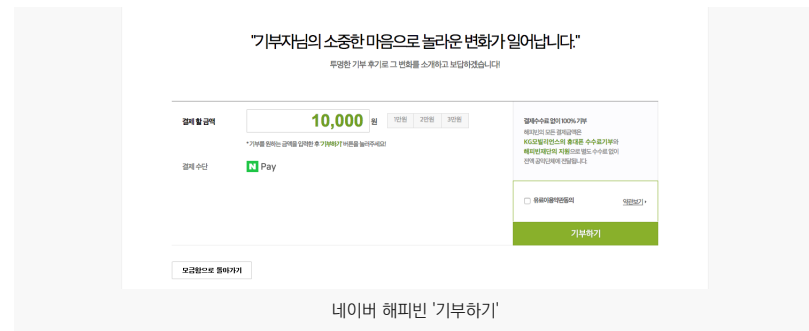 "기부자님의 소중한 마음으로 놀라운 변화가 일어납니다."
투명한 기부 후기로 그 변화를 소개하고 보답하겠습니다!
결제 할 금액
10,000 원
1만원 2만원 3만원
*기부를 원하는 금액을 입력한 후 '기부하기' 버튼을 눌러주세요!
결제 수단
N Pay
결제수수료 없이 100% 기부
해피빈의 모든 결제금액은
KG모빌리언스의 휴대폰 수수료기부와
해피빈재단의 지원으로 별도 수수료 없이
전액 공익단체에 전달됩니다.
유료이용약관동의 약관보기
기부하기
모금함으로 돌아가기
네이버 해피빈 '기부하기'